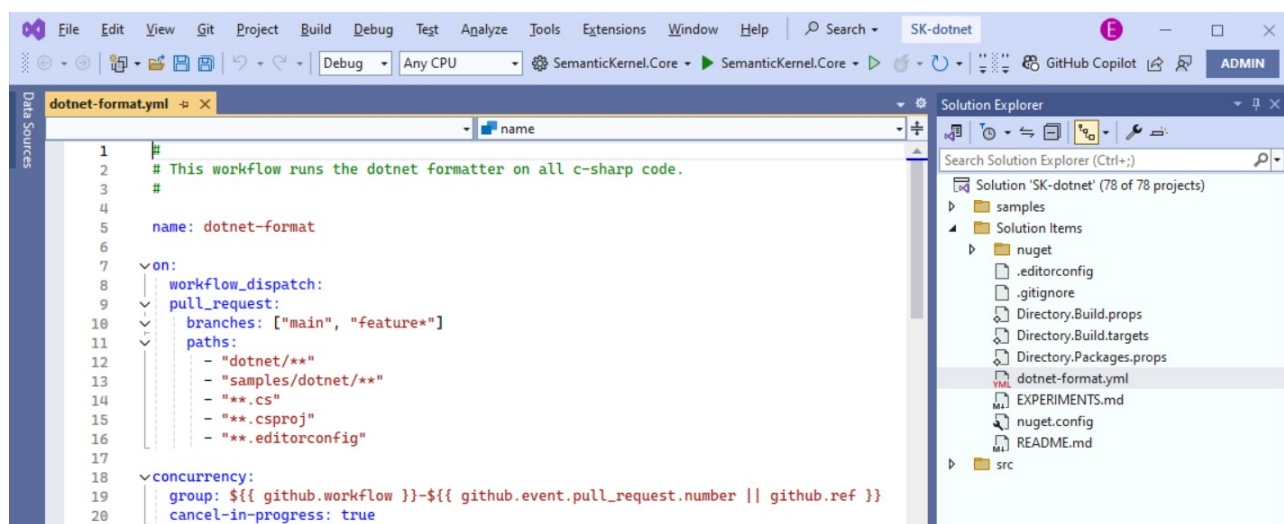 File Edit View Git Project Build Debug Test Analyze Tools Extensions Window Help Search SK-dotnet E
Debug Any CPU SemanticKernel.Core SemanticKernel.Core GitHub Copilot ADMIN
Data Sources
dotnet-format.yml
name
1 #
2 # This workflow runs the dotnet formatter on all c-sharp code.
3 #
4
5 name: dotnet-format
6
7 on:
8 workflow_dispatch:
9 pull_request:
10 branches: ["main", "feature*"]
11 paths:
12 - "dotnet/**"
13 - "samples/dotnet/**"
14 - "**.cs"
15 - "**.csproj"
16 - "**.editorconfig"
17
18 concurrency:
19 group: ${{ github.workflow }}-${{ github.event.pull_request.number || github.ref }}
20 cancel-in-progress: true
Solution Explorer
Search Solution Explorer (Ctrl+;)
Solution 'SK-dotnet' (78 of 78 projects)
samples
Solution Items
nuget
.editorconfig
.gitignore
Directory.Build.props
Directory.Build.targets
Directory.Packages.props
YML dotnet-format.yml
M↓ EXPERIMENTS.md
nuget.config
M↓ README.md
src